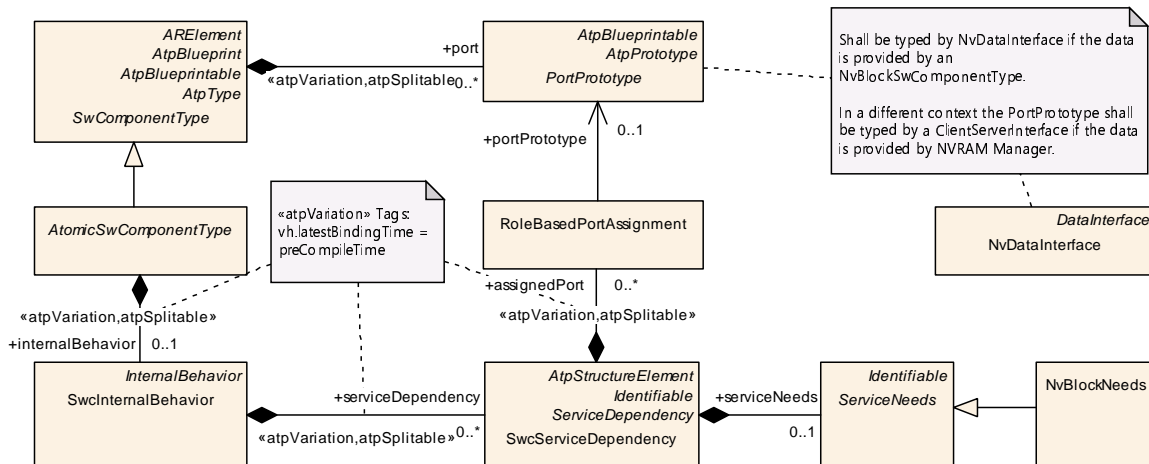 ARElement
AtpBlueprint
AtpBlueprintable
AtpType
SwComponentType
+port
«atpVariation,atpSplitable»
0..*
AtpBlueprintable
AtpPrototype
PortPrototype
Shall be typed by NvDataInterface if the data
is provided by an
NvBlockSwComponentType.
In a different context the PortPrototype shall
be typed by a ClientServerInterface if the data
is provided by NVRAM Manager.
+portPrototype
0..1
AtomicSwComponentType
«atpVariation» Tags:
vh.latestBindingTime =
preCompileTime
RoleBasedPortAssignment
DataInterface
NvDataInterface
+assignedPort
0..*
«atpVariation,atpSplitable»
«atpVariation,atpSplitable»
+internalBehavior
0..1
InternalBehavior
SwcInternalBehavior
+serviceDependency
«atpVariation,atpSplitable»
0..*
AtpStructureElement
Identifiable
ServiceDependency
SwcServiceDependency
+serviceNeeds
0..1
Identifiable
ServiceNeeds
NvBlockNeeds